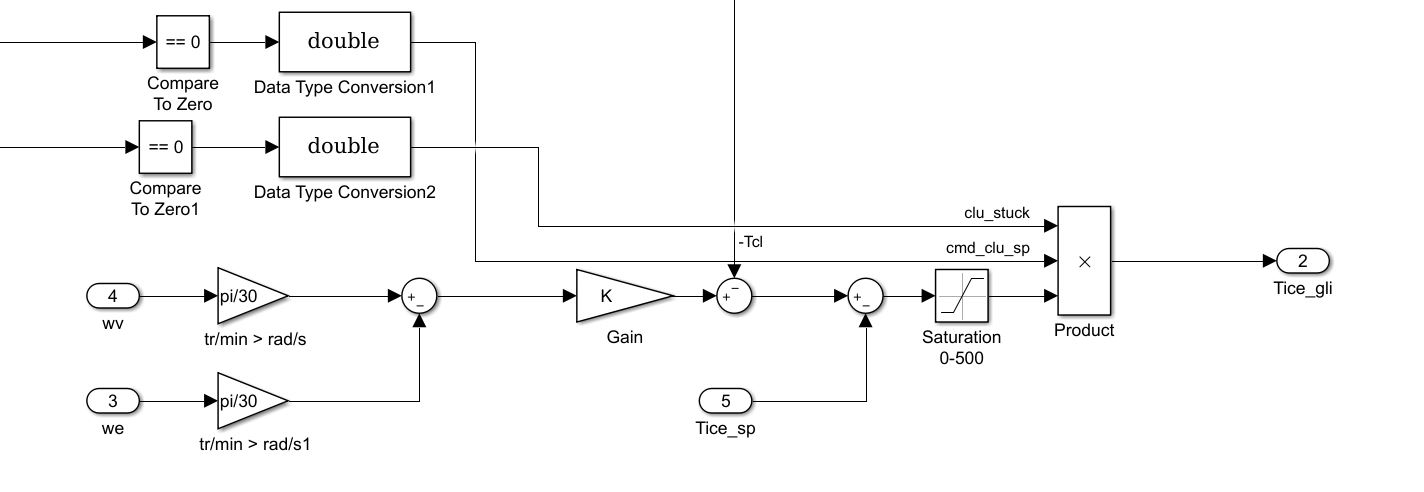 == 0
double
Compare
To Zero
Data Type Conversion1
== 0
double
Compare
To Zero1
Data Type Conversion2
clu_stuck
-Tcl
cmd_clu_sp
×
2
Tice_gli
4
wv
pi/30
tr/min > rad/s
+
_
K
Gain
+
_
+
_
Saturation
0-500
Product
3
we
pi/30
tr/min > rad/s1
5
Tice_sp